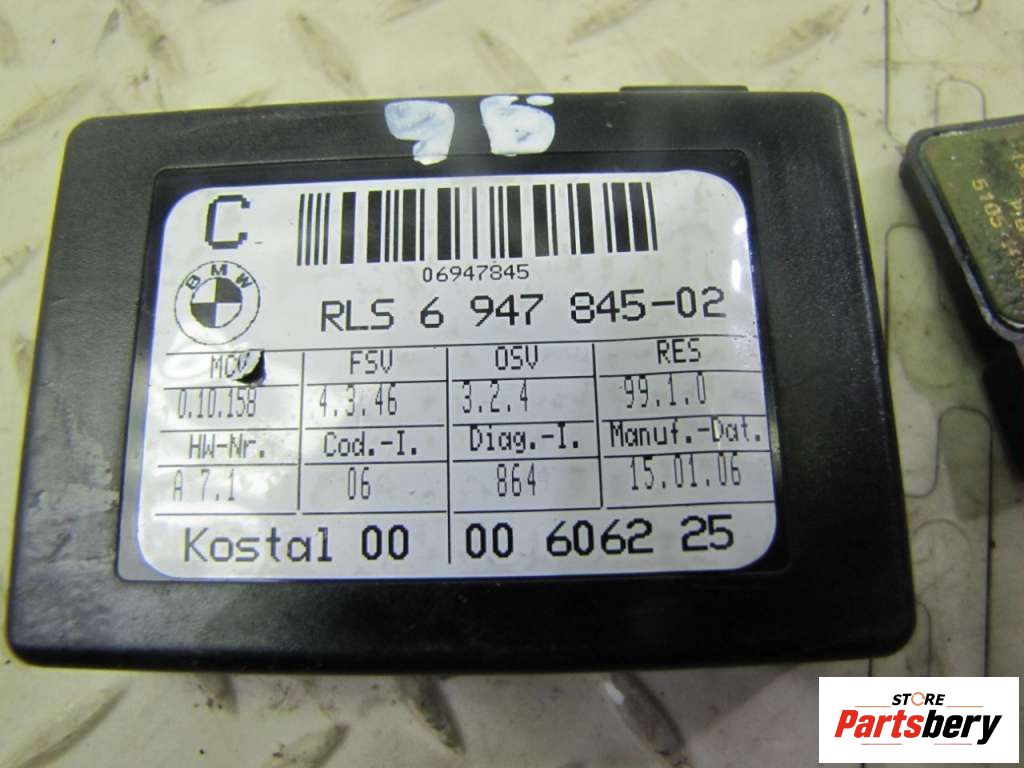 96
C
06947845
BMW
RLS 6 947 845-02
MCV FSV OSV RES
0.10.158 4.3.46 3.2.4 99.1.0
HW-Nr. Cod.-I. Diag.-I. Manuf.-Dat.
A 7.1 06 864 15.01.06
Kostal 00 00 6062 25
5165
STORE
Partsbery